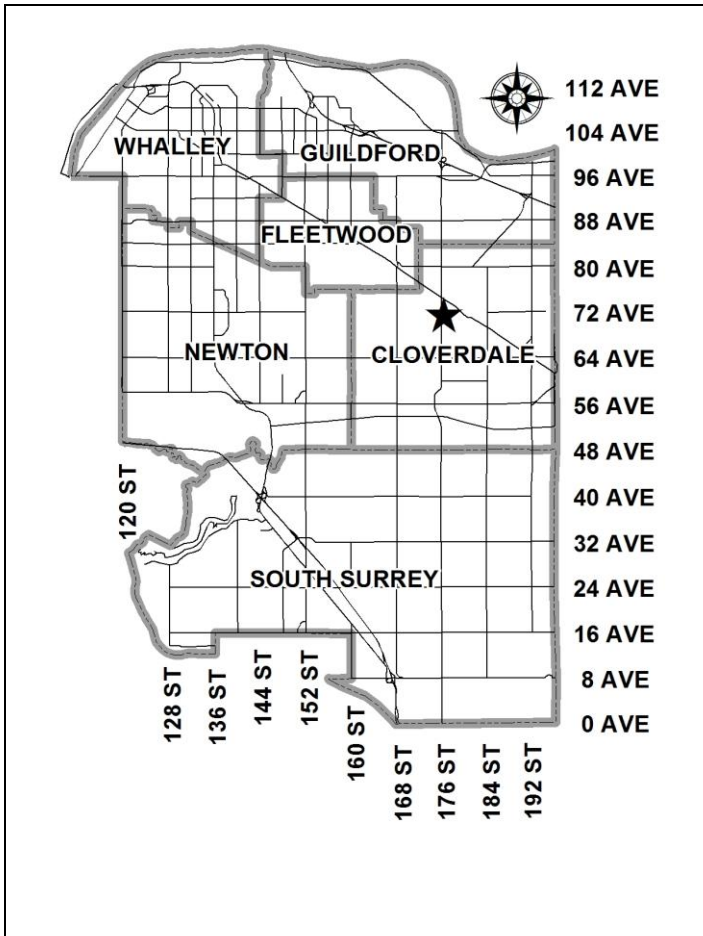 112 AVE
104 AVE
WHALLEY
GUILDFORD
96 AVE
88 AVE
FLEETWOOD
80 AVE
72 AVE
NEWTON
CLOVERDALE
64 AVE
56 AVE
48 AVE
120 ST
40 AVE
32 AVE
SOUTH SURREY
24 AVE
16 AVE
8 AVE
0 AVE
128 ST
136 ST
144 ST
152 ST
160 ST
168 ST
176 ST
184 ST
192 ST